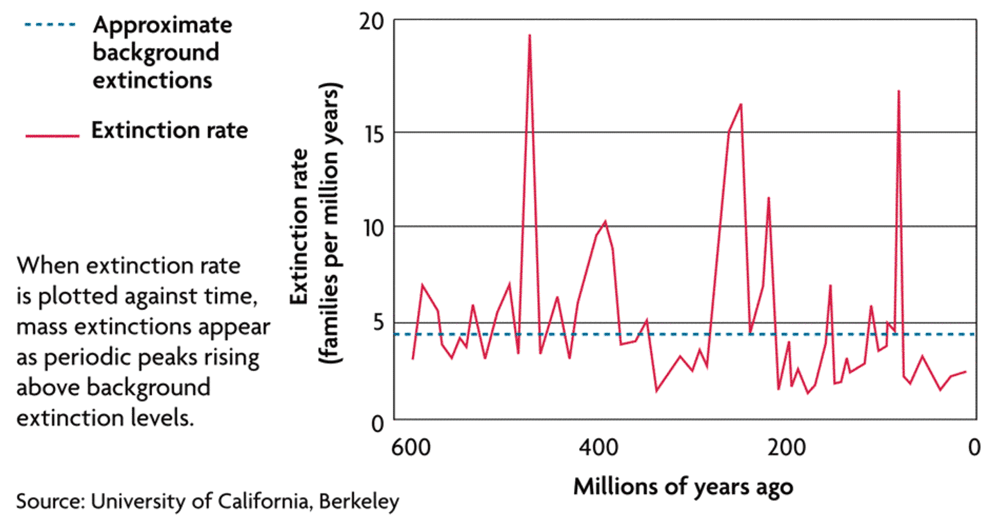 Approximate
background
extinctions
Extinction rate
When extinction rate
is plotted against time,
mass extinctions appear
as periodic peaks rising
above background
extinction levels.
Source: University of California, Berkeley
Extinction rate
(families per million years)
20
15
10
5
0
600 400 200 0
Millions of years ago